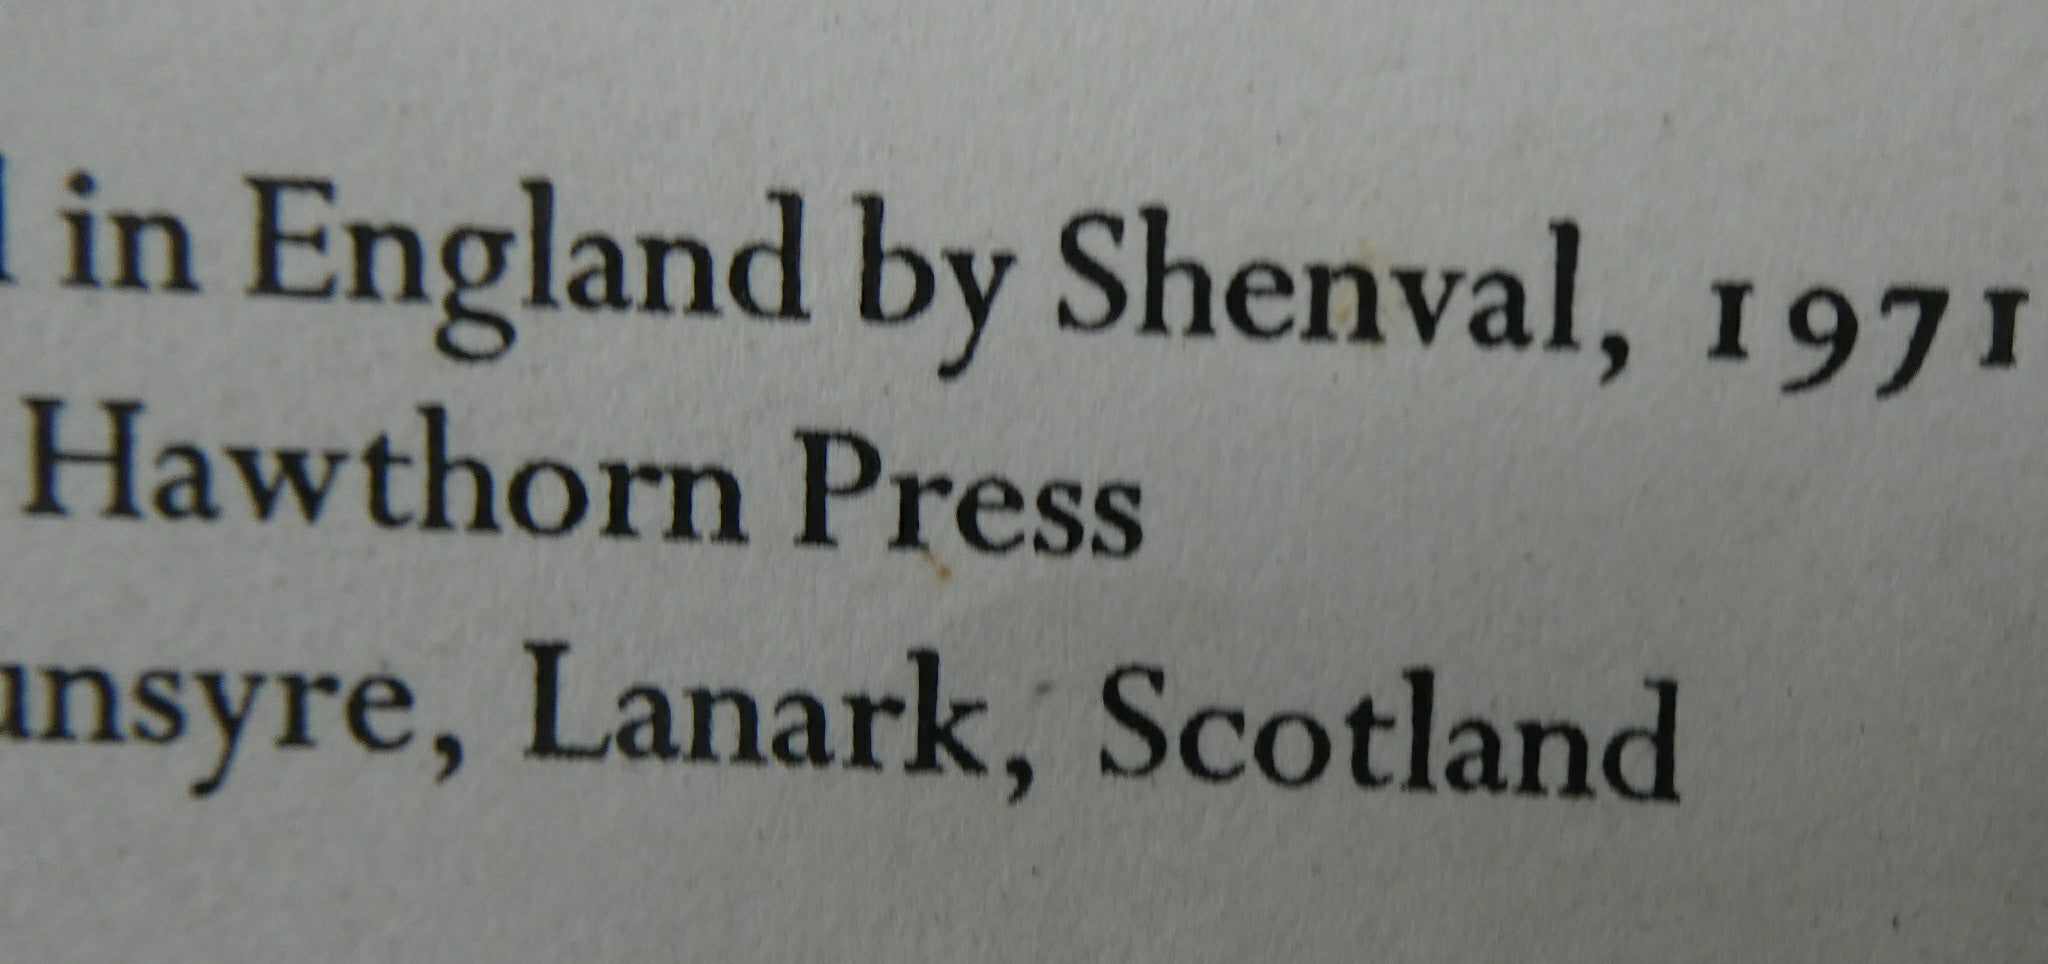 in England by Shenval, 1971
Hawthorn Press
unsyre, Lanark, Scotland